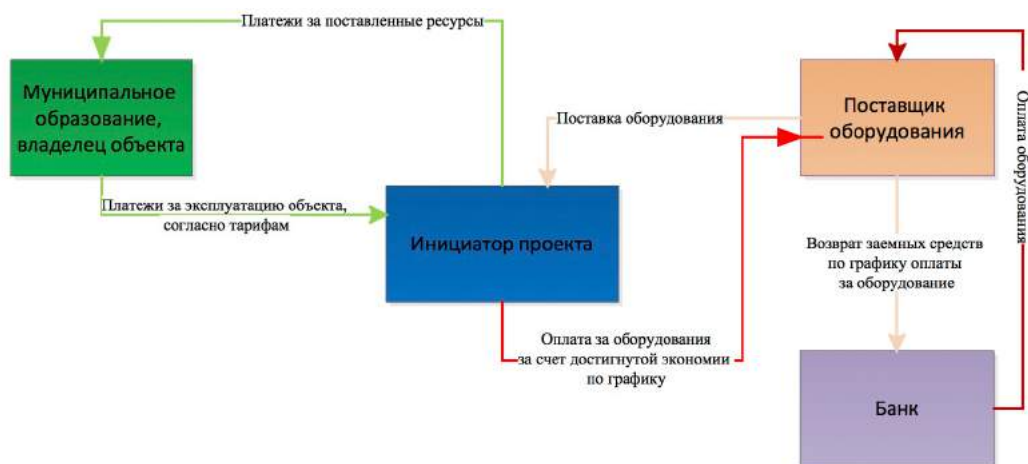 Платежи за поставленные ресурсы
Муниципальное
образование,
владелец объекта
Поставщик
оборудования
Оплата оборудования
Поставка оборудования
Платежи за эксплуатацию объекта,
согласно тарифам
Инициатор проекта
Возврат заемных средств
по графику оплаты
за оборудование
Оплата за оборудования
за счет достигнутой экономии
по графику
Банк